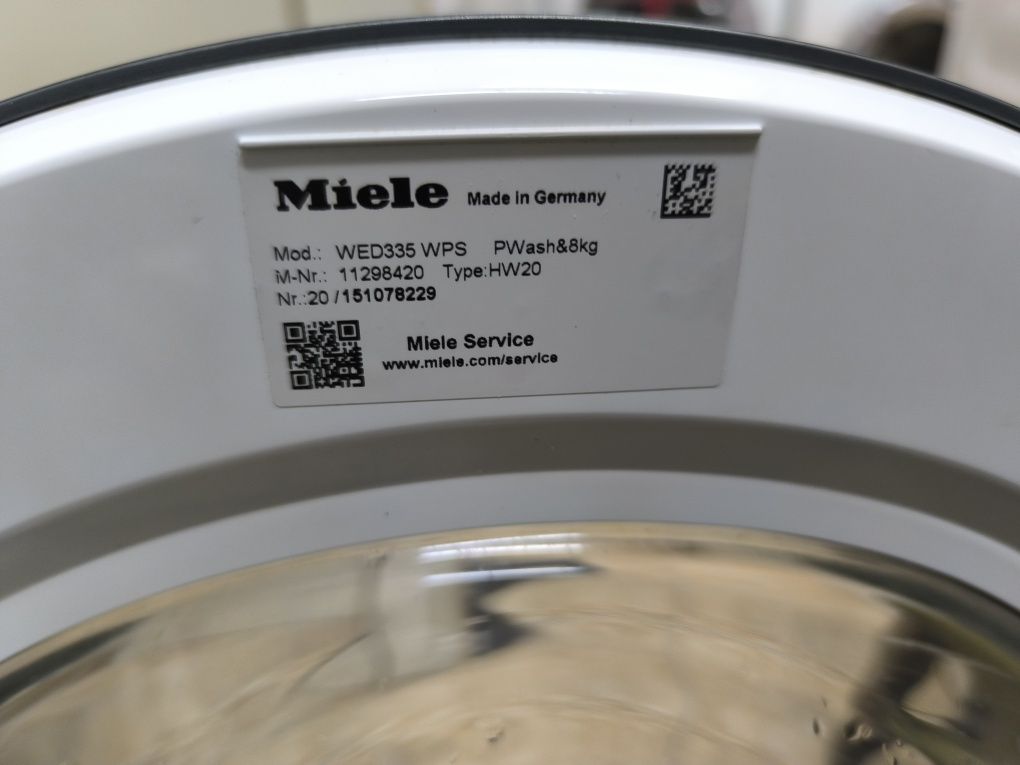 Miele Made in Germany
Mod.: WED335 WPS PWash&8kg
M-Nr.: 11298420 Type:HW20
Nr.:20 / 151078229
Miele Service
www.miele.com/service